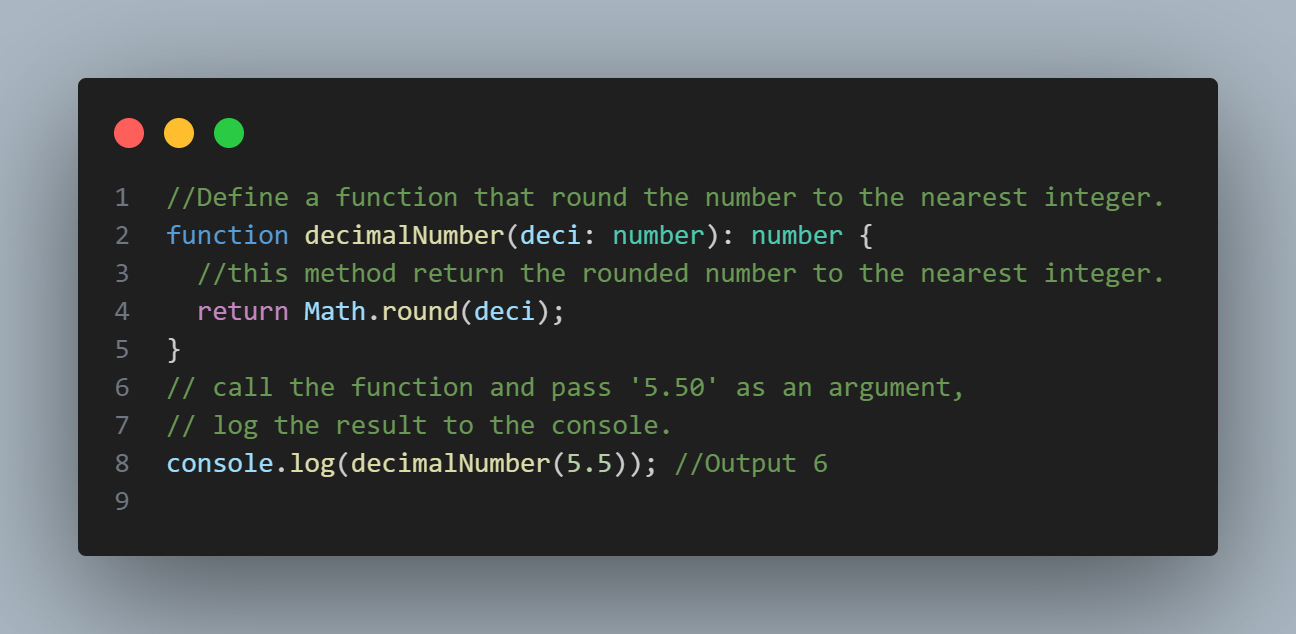 1 //Define a function that round the number to the nearest integer.
2 function decimalNumber(deci: number): number {
3   //this method return the rounded number to the nearest integer.
4   return Math.round(deci);
5 }
6 // call the function and pass '5.50' as an argument,
7 // log the result to the console.
8 console.log(decimalNumber(5.5)); //Output 6
9